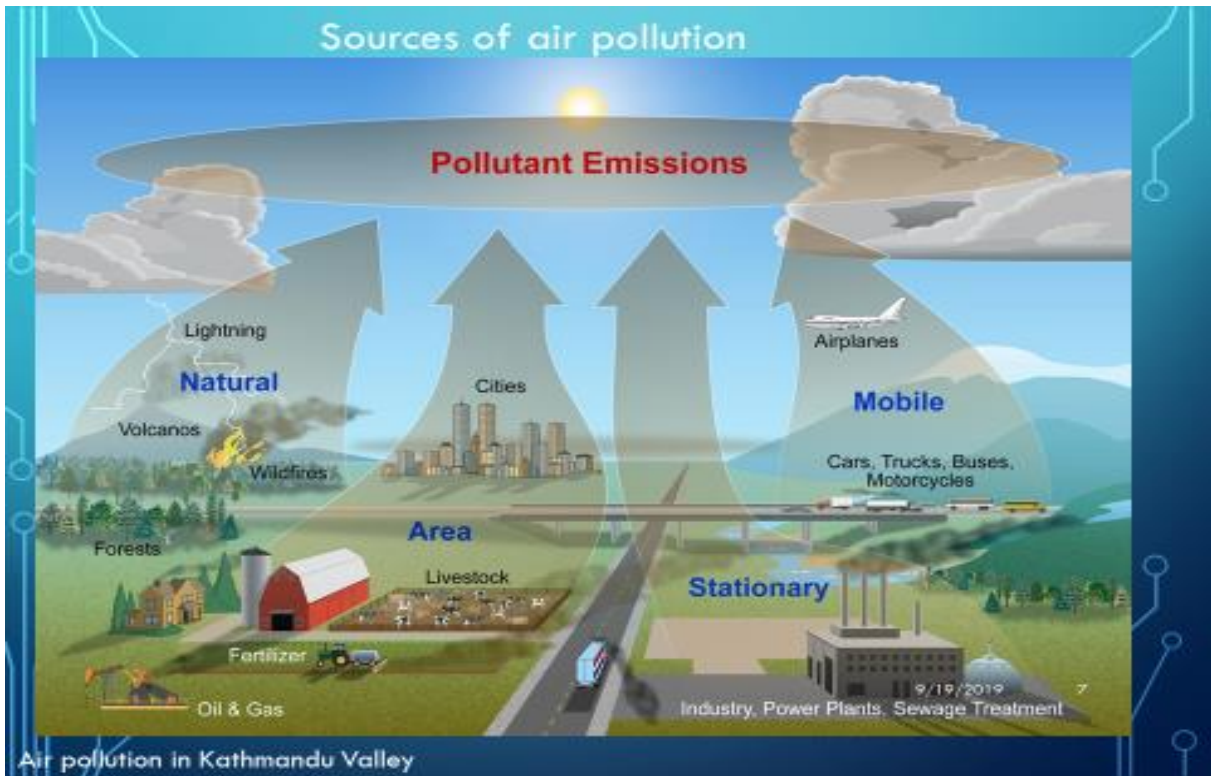 Sources of air pollution
Pollutant Emissions
Lightning
Natural
Volcanos
Wildfires
Forests
Cities
Area
Livestock
Fertilizer
Oil & Gas
Airplanes
Mobile
Cars, Trucks, Buses,
Motorcycles
Stationary
9/19/2019 7
Industry, Power Plants, Sewage Treatment
Air pollution in Kathmandu Valley